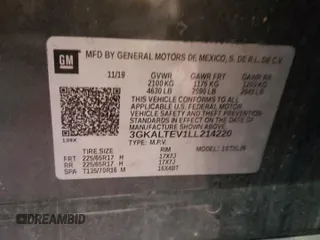 GM
MFD BY GENERAL MOTORS DE MEXICO, S. DE R.L. DE C.V.
11/19 GVWR GAWR FRT GAWR RR
2100 KG 1175 KG
4630 LB 2590 LB
THIS VEHICLE CONFORMS TO ALL APPLICABLE
U.S. FEDERAL MOTOR VEHICLE SAFETY
AND THEFT PREVENTION STANDARDS IN EFFECT ON
THE DATE OF MANUFACTURE SHOWN ABOVE.
3GKALTEV1LL214220
TYPE: M.P.V. MODEL:
TIRE SIZE RIM
FRT 225/65R17 H 17X7J
RR 225/65R17 H 17X7J
SPA T135/70R16 M 16X4BT
DREAMBID